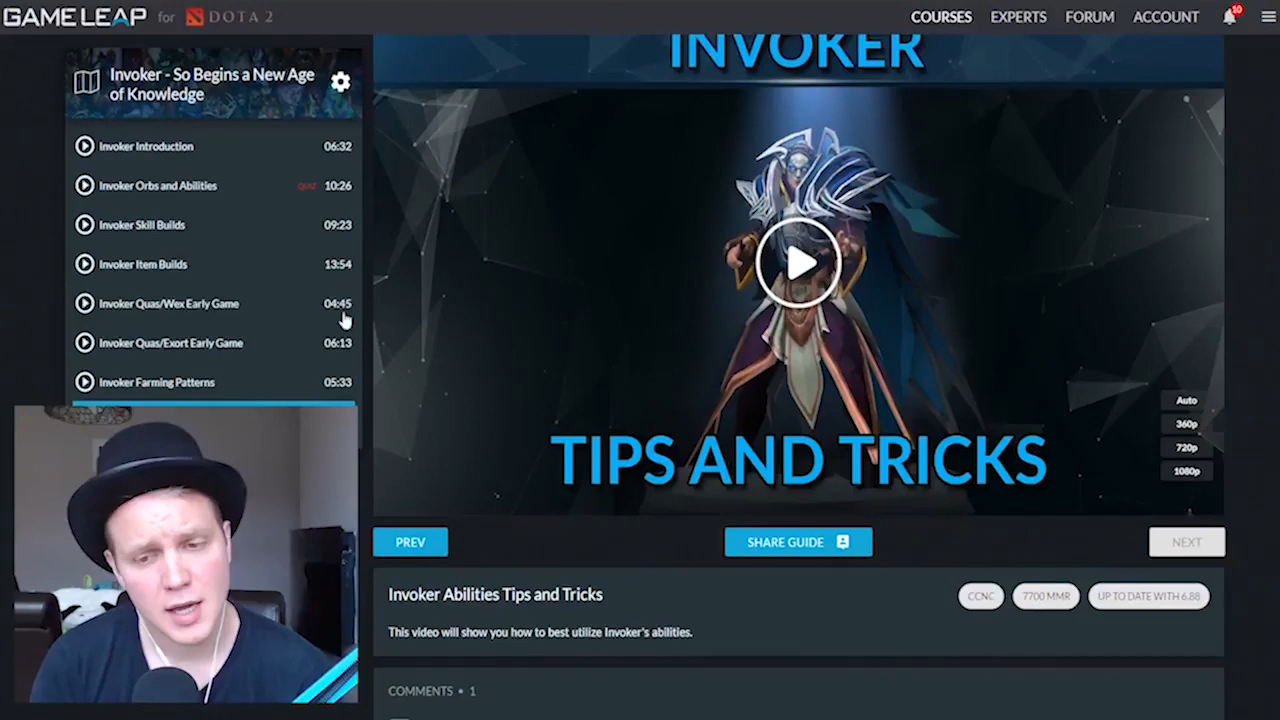 GAMELEAP for DOTA 2
COURSES EXPERTS FORUM ACCOUNT 10
Invoker - So Begins a New Age
of Knowledge
Invoker Introduction 06:32
Invoker Orbs and Abilities quiz 10:26
Invoker Skill Builds 09:23
Invoker Item Builds 13:54
Invoker Quas/Wex Early Game 04:45
Invoker Quas/Exort Early Game 06:13
Invoker Farming Patterns 05:33
INVOKER
TIPS AND TRICKS
Auto
360p
720p
1080p
PREV
SHARE GUIDE
NEXT
Invoker Abilities Tips and Tricks
CCNC
7700 MMR
UP TO DATE WITH 6.88
This video will show you how to best utilize Invoker's abilities.
COMMENTS • 1